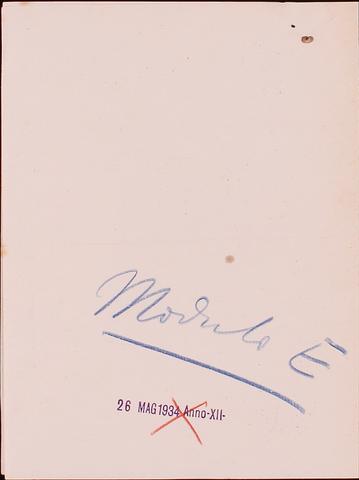 Modulo E
26 MAG 1934 Anno-XII-